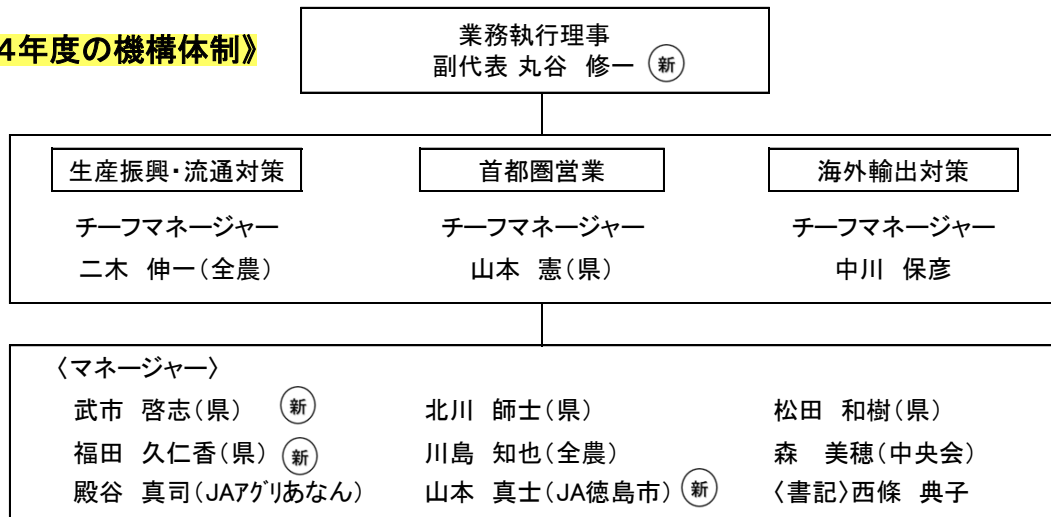 4年度の機構体制》
業務執行理事
副代表 丸谷 修一 新
生産振興・流通対策
チーフマネージャー
二木 伸一(全農)
首都圏営業
チーフマネージャー
山本 憲(県)
海外輸出対策
チーフマネージャー
中川 保彦
〈マネージャー〉
武市 啓志(県) 新 北川 師士(県) 松田 和樹(県)
福田 久仁香(県) 新 川島 知也(全農) 森 美穂(中央会)
殿谷 真司(JAアグリあなん) 山本 真士(JA徳島市) 新 〈書記〉西條 典子